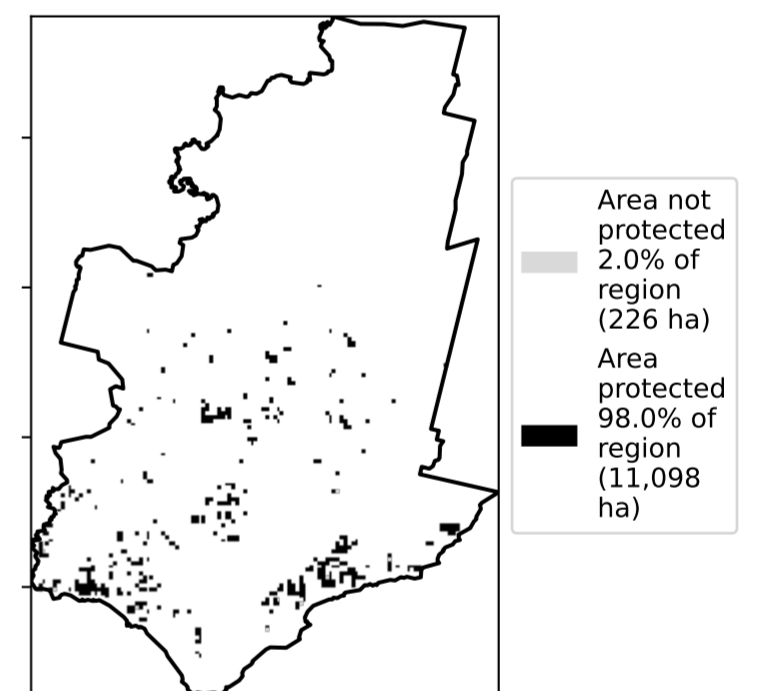 Area not
protected
2.0% of
region
(226 ha)
Area
protected
98.0% of
region
(11,098
ha)